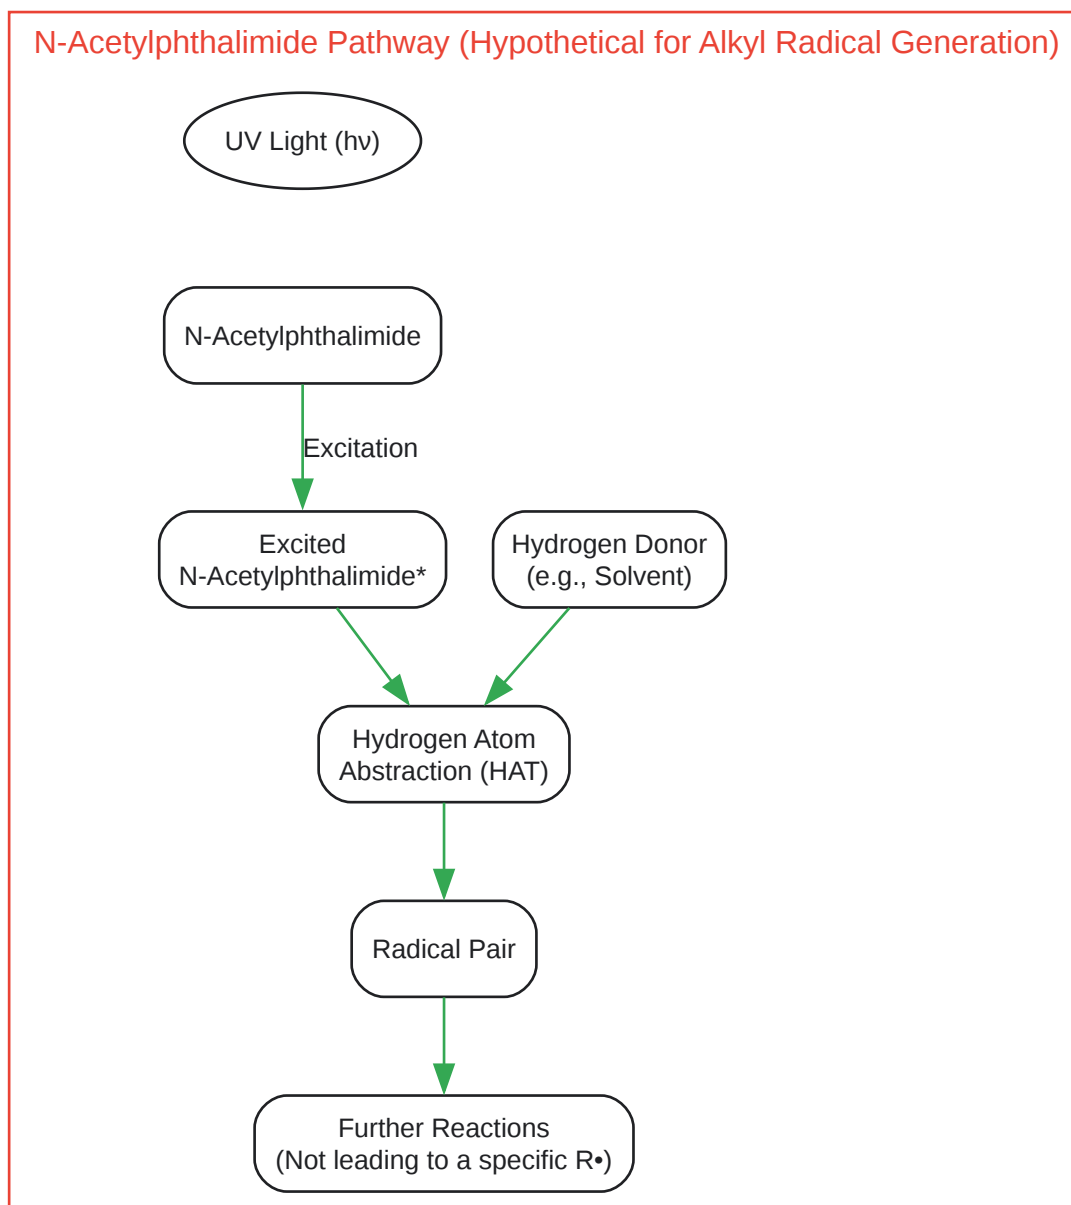 N-Acetylphthalimide Pathway (Hypothetical for Alkyl Radical Generation)
UV Light (hν)
N-Acetylphthalimide
Excitation
Excited
N-Acetylphthalimide*
Hydrogen Donor
(e.g., Solvent)
Hydrogen Atom
Abstraction (HAT)
Radical Pair
Further Reactions
(Not leading to a specific R•)